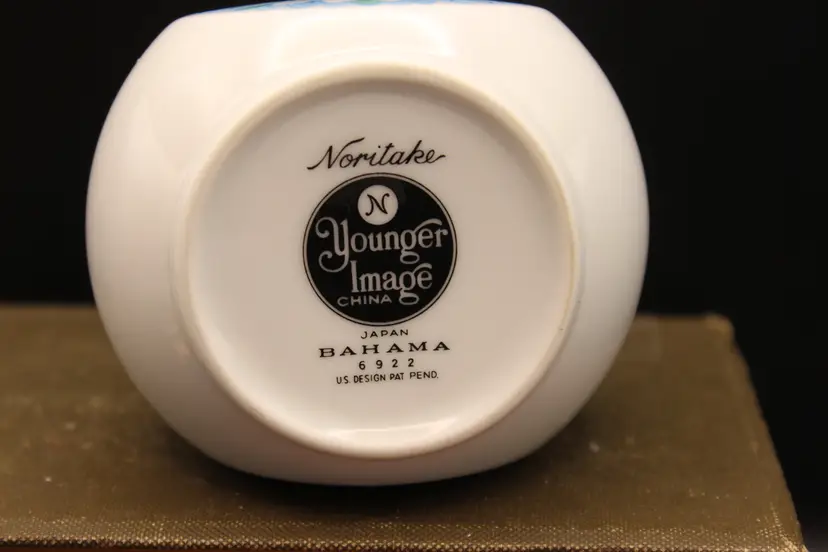 Noritake
N
Younger
Image
CHINA
JAPAN
BAHAMA
6922
U.S. DESIGN PAT PEND.